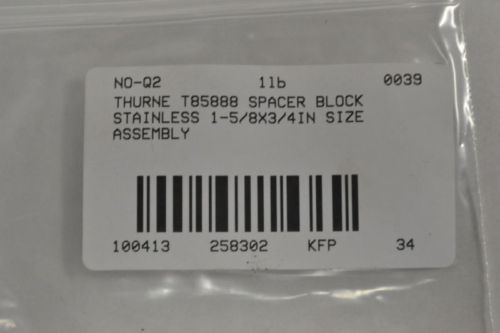 NO-Q2 1lb 0039
THURNE T85888 SPACER BLOCK
STAINLESS 1-5/8X3/4IN SIZE
ASSEMBLY
100413 258302 KFP 34